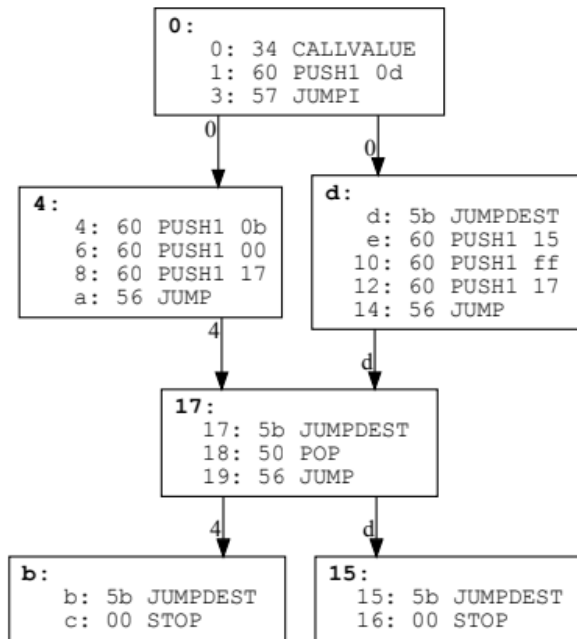 0:
0: 34 CALLVALUE
1: 60 PUSH1 0d
3: 57 JUMPI
0
0
4:
4: 60 PUSH1 0b
6: 60 PUSH1 00
8: 60 PUSH1 17
a: 56 JUMP
d:
d: 5b JUMPDEST
e: 60 PUSH1 15
10: 60 PUSH1 ff
12: 60 PUSH1 17
14: 56 JUMP
4
d
17:
17: 5b JUMPDEST
18: 50 POP
19: 56 JUMP
4
d
b:
b: 5b JUMPDEST
c: 00 STOP
15:
15: 5b JUMPDEST
16: 00 STOP